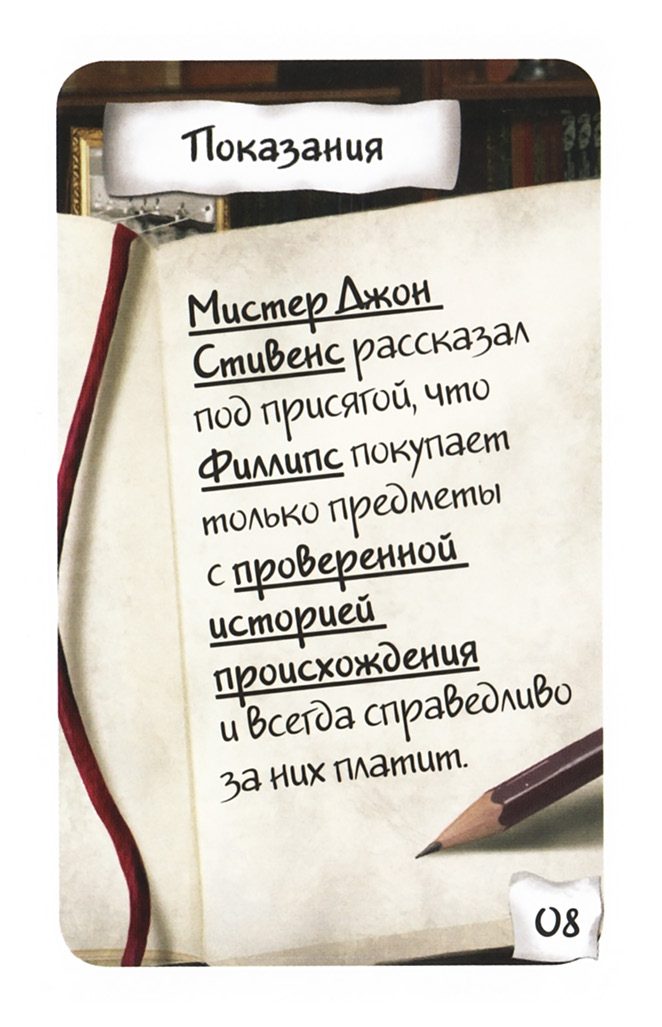 Показания
Мистер Джон
Стивенс рассказал
под присягой, что
Филлипс покупает
только предметы
с проверенной
историей
происхождения
и всегда справедливо
за них платит.
08